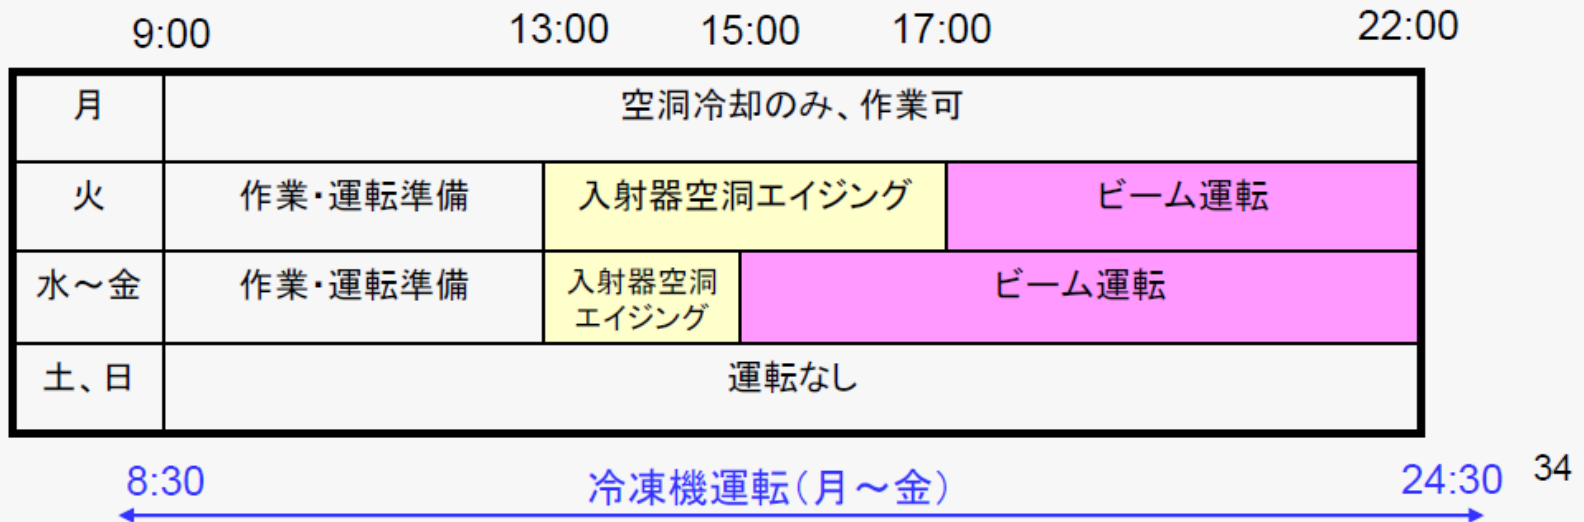 9:00 13:00 15:00 17:00 22:00
月 空洞冷却のみ、作業可
火 作業・運転準備 入射器空洞エイジング ビーム運転
水～金 作業・運転準備 入射器空洞 ビーム運転
エイジング
土、日 運転なし
8:30 冷凍機運転（月～金） 24:30 34